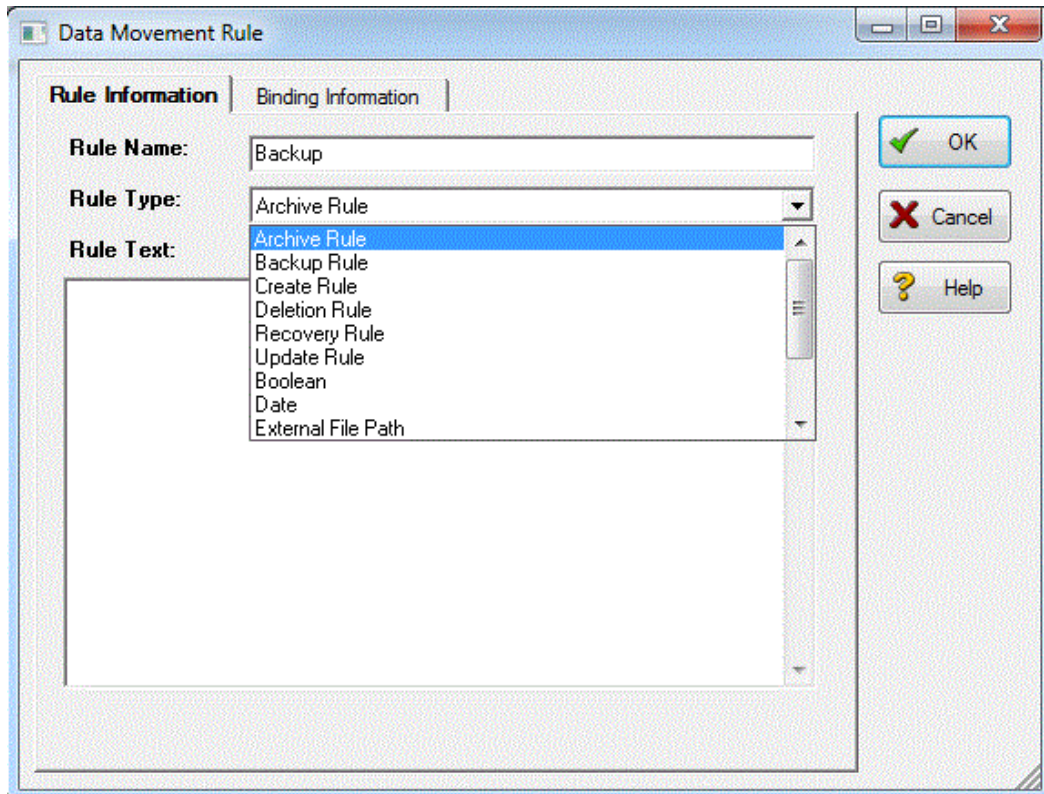 Data Movement Rule
Rule Information
Binding Information
Rule Name:
Backup
OK
Rule Type:
Archive Rule
Cancel
Rule Text:
Archive Rule
Backup Rule
Create Rule
Deletion Rule
Recovery Rule
Update Rule
Boolean
Date
External File Path
Help